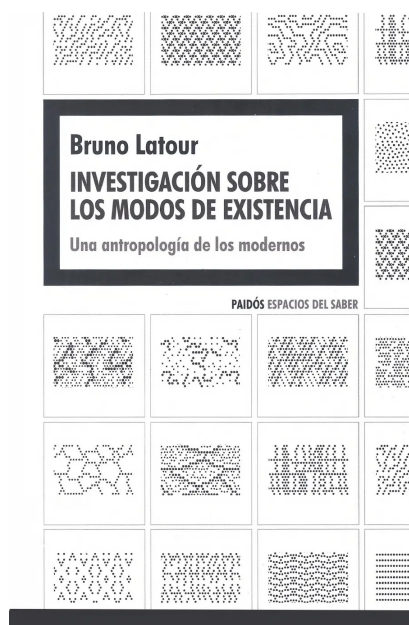 Bruno Latour
INVESTIGACIÓN SOBRE
LOS MODOS DE EXISTENCIA
Una antropología de los modernos
PAIDÓS ESPACIOS DEL SABER